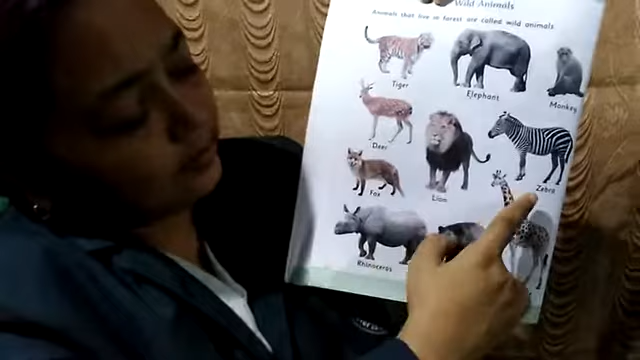 Wild Animals
Animals that live in forest are called wild animals.
Tiger
Elephant
Monkey
Deer
Fox
Lion
Zebra
Rhinoceros